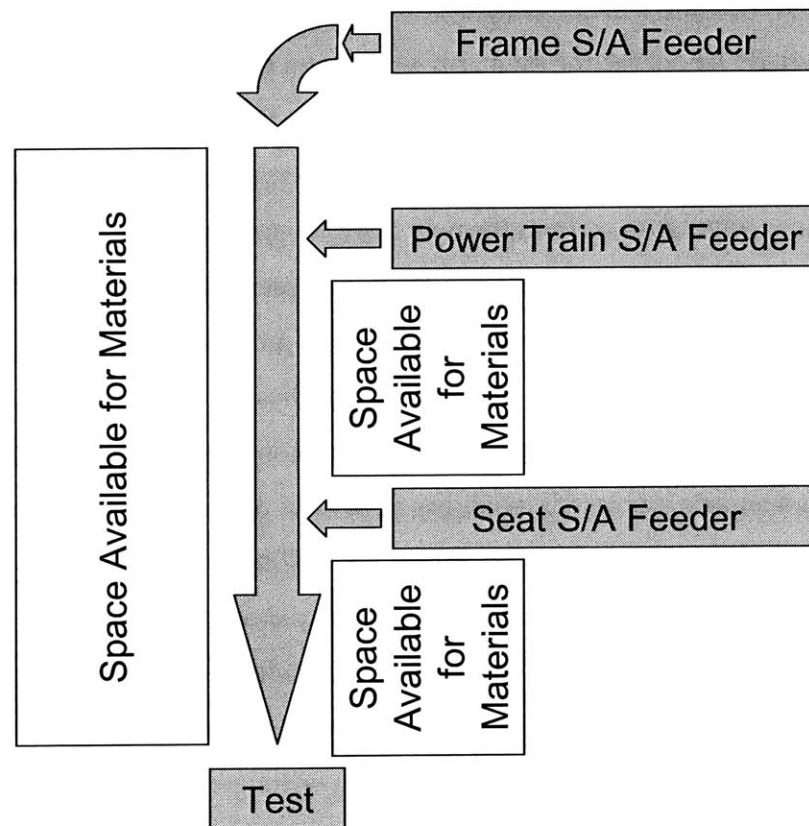 Frame S/A Feeder
Space Available for Materials
Power Train S/A Feeder
Space
Available
for
Materials
Seat S/A Feeder
Space
Available
for
Materials
Test